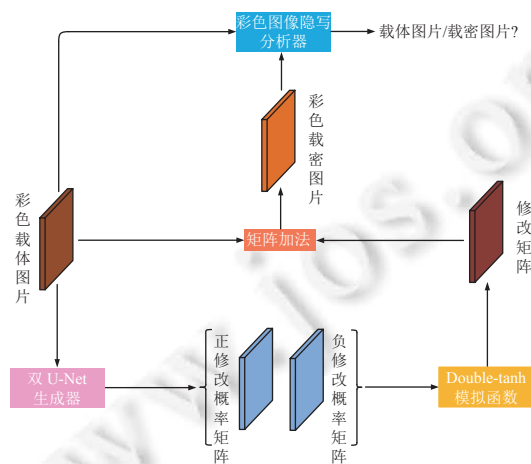 彩色图像隐写
分析器
载体图片/载密图片?
彩色载密图片
彩色载体图片
矩阵加法
修改矩阵
双 U-Net
生成器
正修改概率矩阵
负修改概率矩阵
Double-tanh
模拟函数
www.jos.o